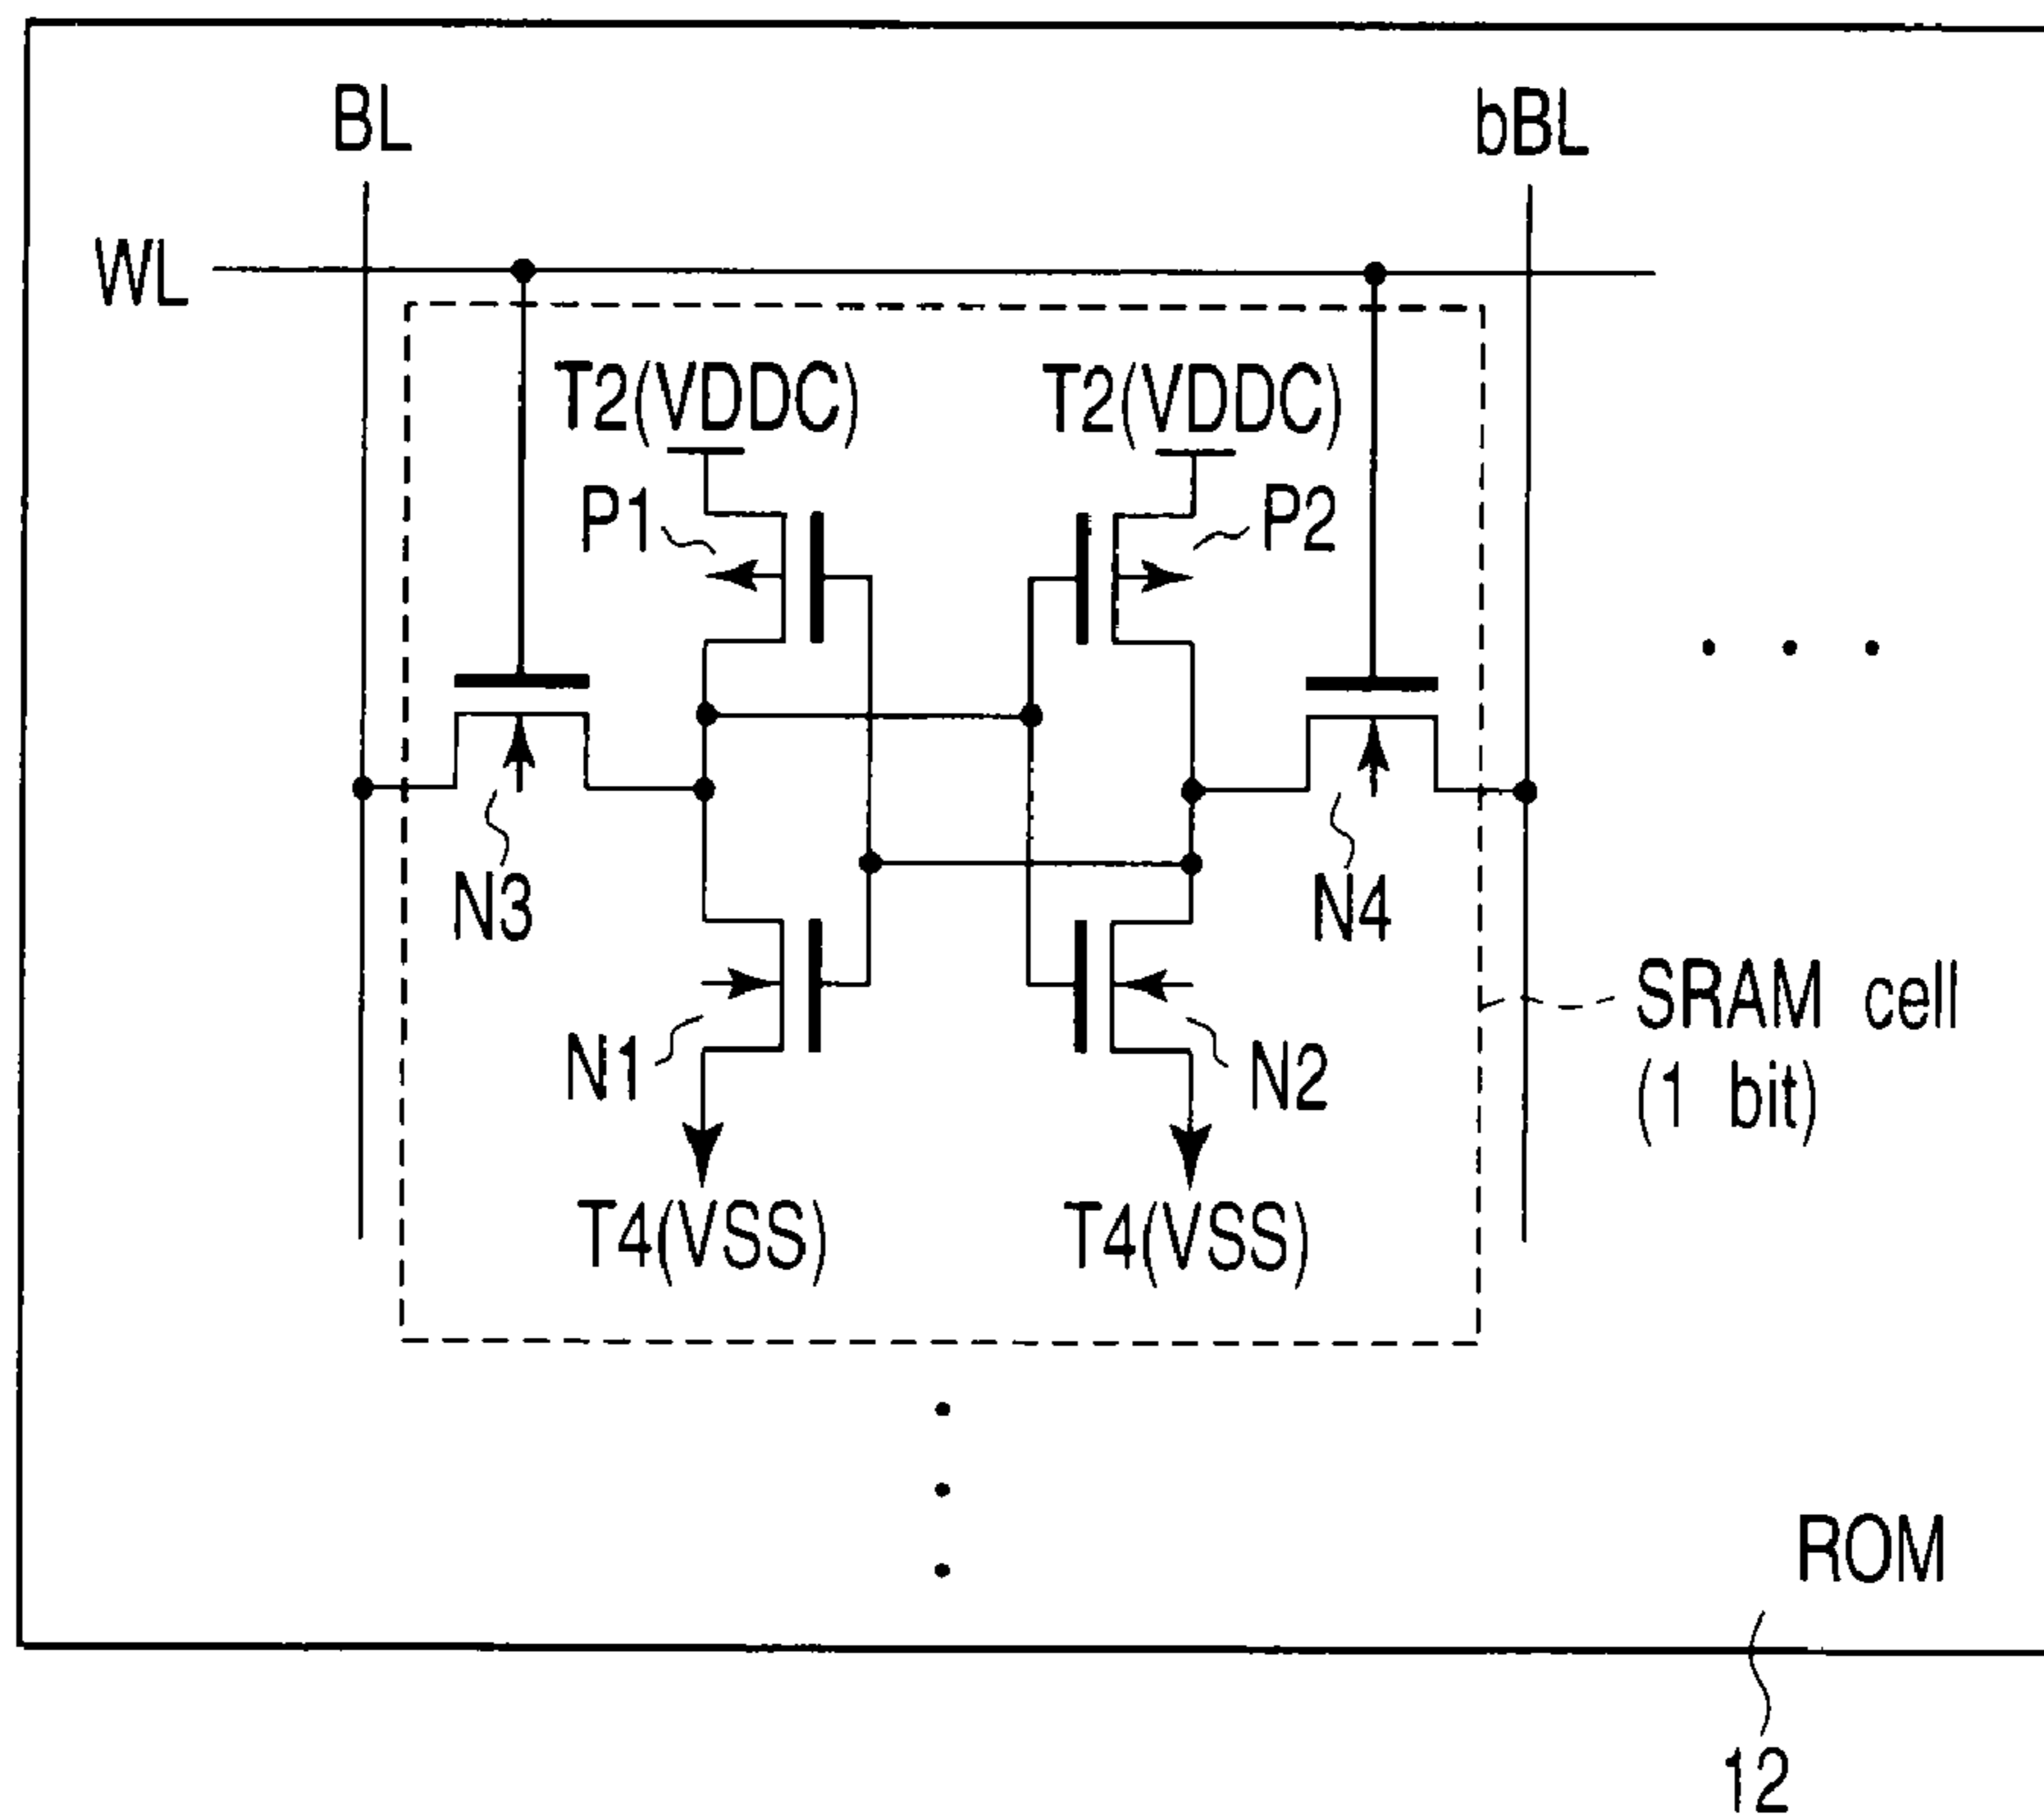 BL
bBL
WL
T2(VDDC)
T2(VDDC)
P1
P2
N3
N4
SRAM cell
(1 bit)
N1
N2
T4(VSS)
T4(VSS)
ROM
12